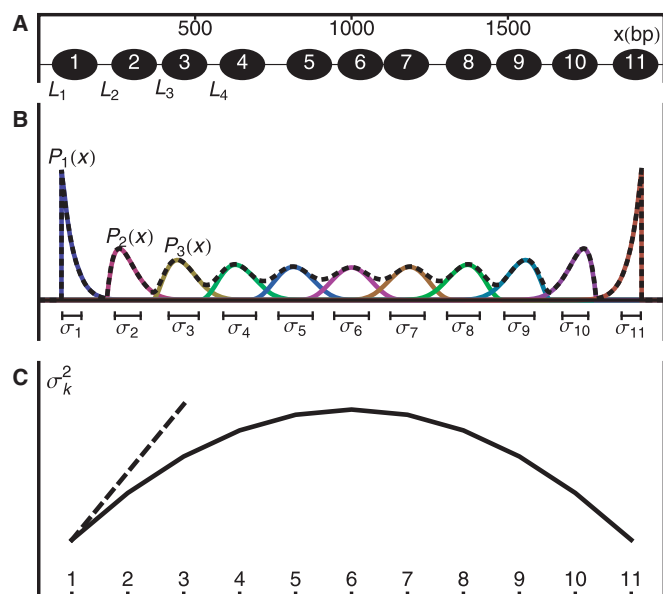 A
500 1000 1500 x(bp)
1 2 3 4 5 6 7 8 9 10 11
L₁ L₂ L₃ L₄
B
P₁(x)
P₂(x) P₃(x)
σ₁ σ₂ σ₃ σ₄ σ₅ σ₆ σ₇ σ₈ σ₉ σ₁₀ σ₁₁
C
σₖ²
1 2 3 4 5 6 7 8 9 10 11